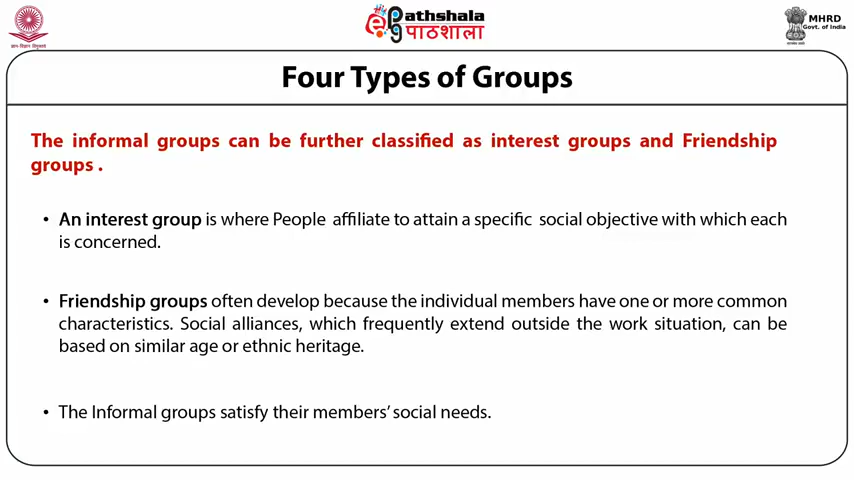 Pathshala
पाठशाला
MHRD
Govt. of India
Four Types of Groups
The informal groups can be further classified as interest groups and Friendship
groups .
• An interest group is where People affiliate to attain a specific social objective with which each
is concerned.
• Friendship groups often develop because the individual members have one or more common
characteristics. Social alliances, which frequently extend outside the work situation, can be
based on similar age or ethnic heritage.
• The Informal groups satisfy their members’ social needs.